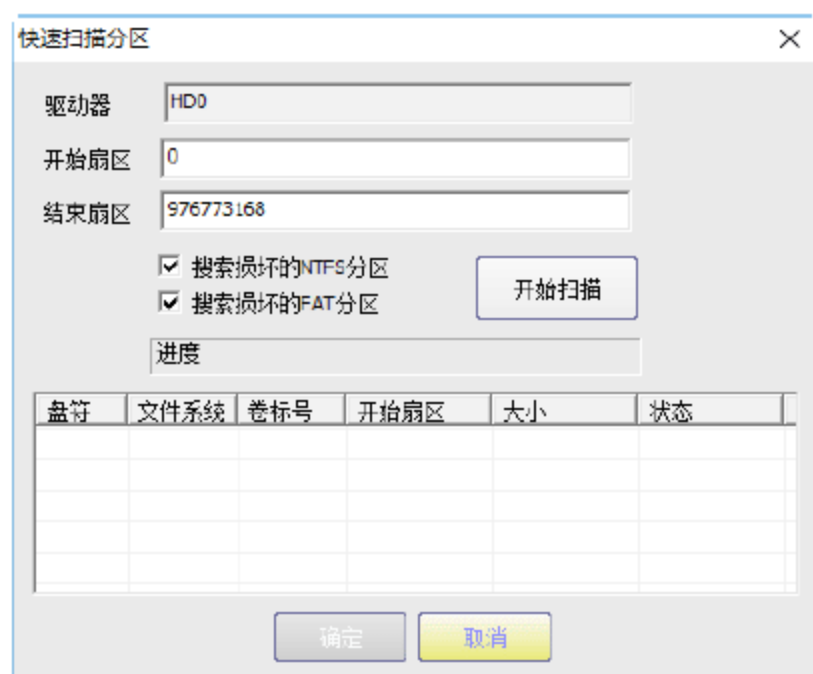 快速扫描分区
驱动器 HD0
开始扇区 0
结束扇区 976773168
搜索损坏的NTFS分区
开始扫描
搜索损坏的FAT分区
进度
盘符 文件系统 卷标号 开始扇区 大小 状态
确定 取消